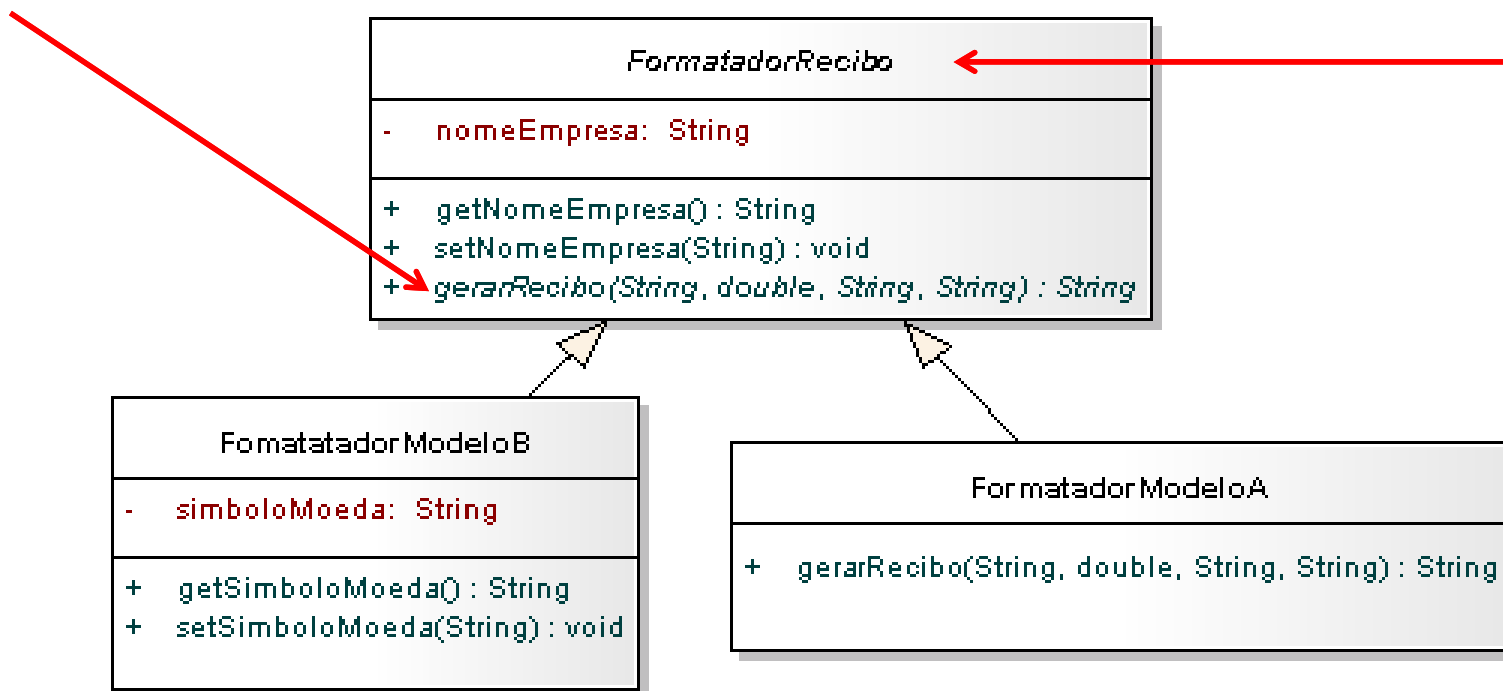 FormatadorRecibo
- nomeEmpresa: String
+ getNomeEmpresa() : String
+ setNomeEmpresa(String) : void
+ gerarRecibo(String, double, String, String) : String
FomatatadorModeloB
- simboloMoeda: String
+ getSimboloMoeda() : String
+ setSimboloMoeda(String) : void
FormatadorModeloA
+ gerarRecibo(String, double, String, String) : String